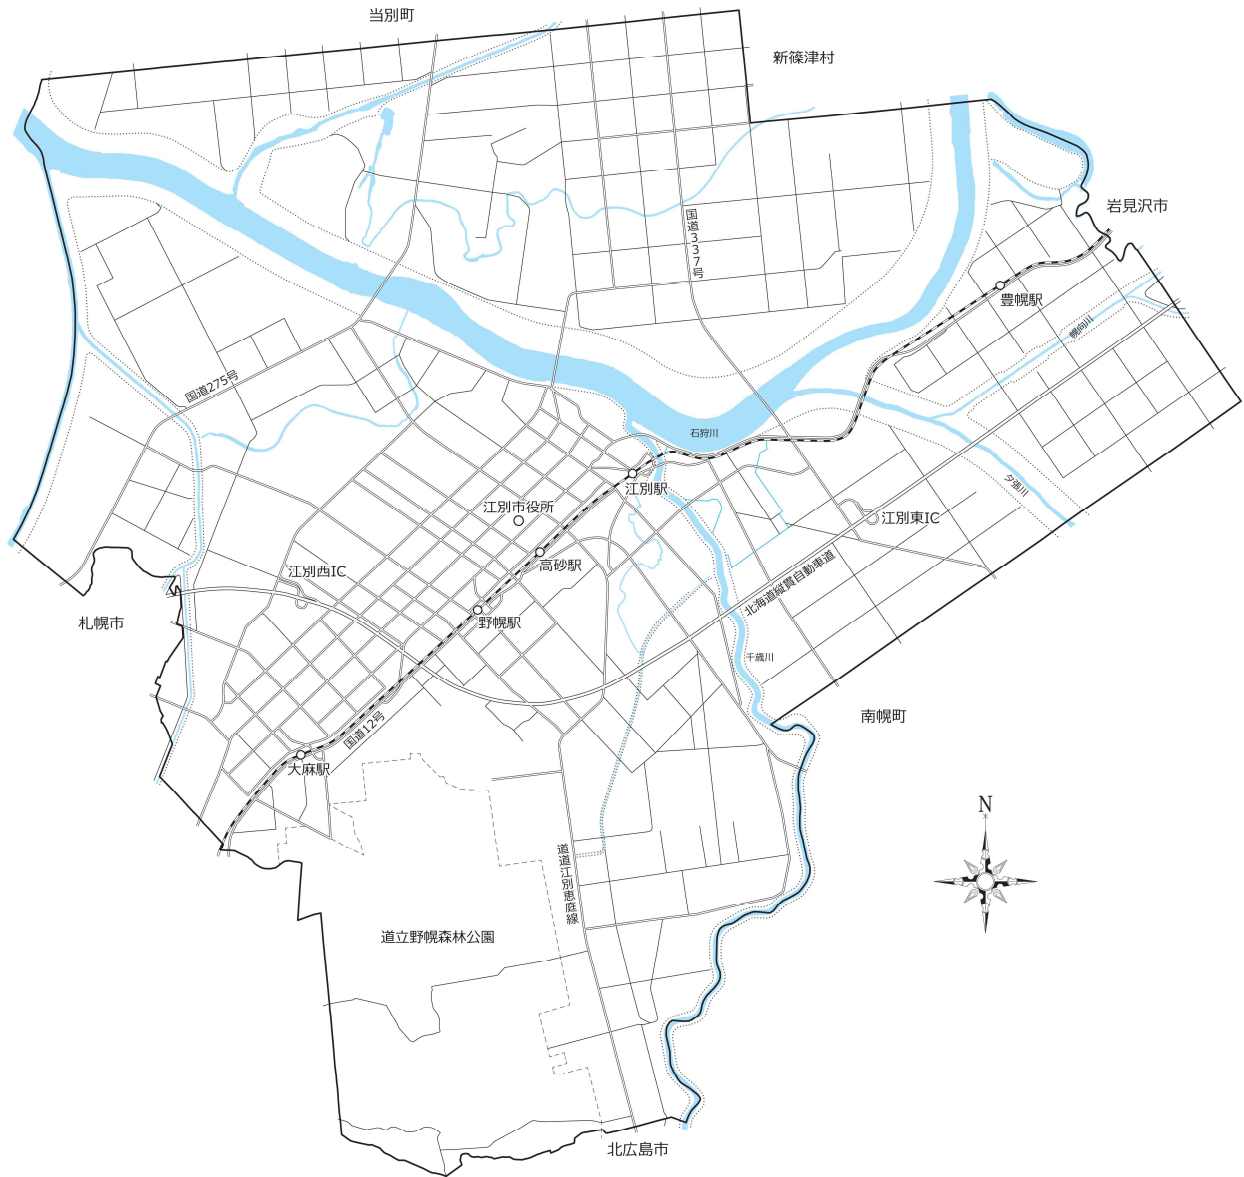 当別町
新篠津村
岩見沢市
国道337号
豊幌駅
幌向川
国道275号
石狩川
夕張川
江別駅
江別市役所
江別東IC
高砂駅
江別西IC
北海道縦貫自動車道
札幌市
野幌駅
千歳川
南幌町
国道12号
大麻駅
N
道道江別恵庭線
道立野幌森林公園
北広島市